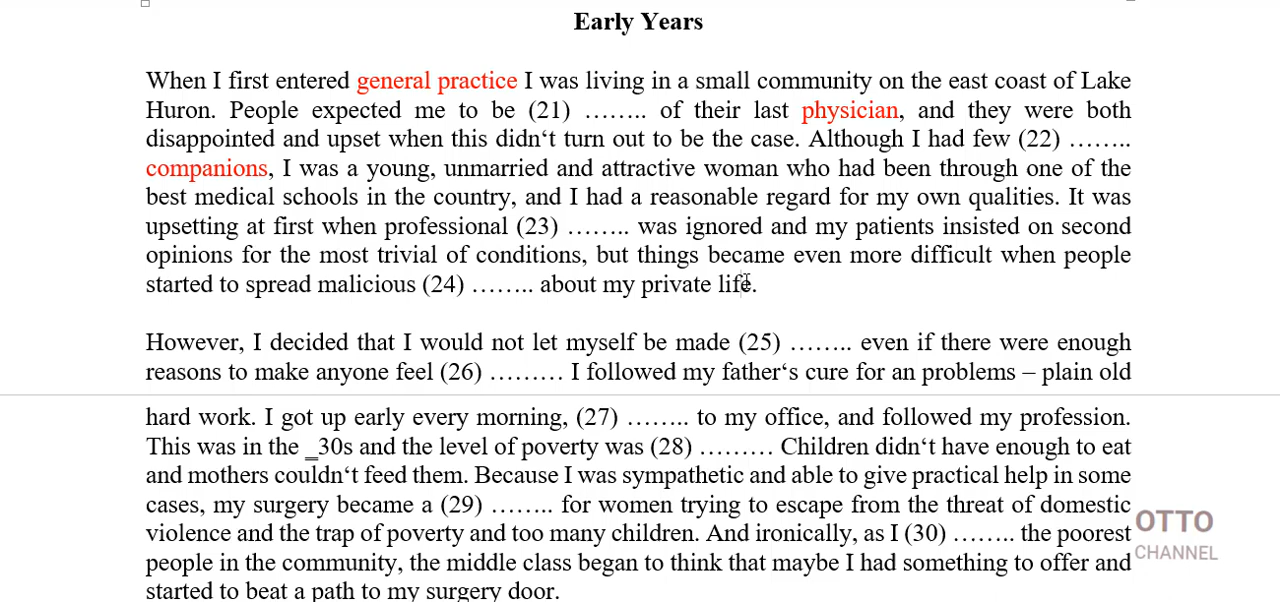 Early Years
When I first entered general practice I was living in a small community on the east coast of Lake
Huron. People expected me to be (21) …….. of their last physician, and they were both
disappointed and upset when this didn‘t turn out to be the case. Although I had few (22) ……..
companions, I was a young, unmarried and attractive woman who had been through one of the
best medical schools in the country, and I had a reasonable regard for my own qualities. It was
upsetting at first when professional (23) …….. was ignored and my patients insisted on second
opinions for the most trivial of conditions, but things became even more difficult when people
started to spread malicious (24) …….. about my private life.
However, I decided that I would not let myself be made (25) …….. even if there were enough
reasons to make anyone feel (26) ……… I followed my father‘s cure for an problems – plain old
hard work. I got up early every morning, (27) …….. to my office, and followed my profession.
This was in the _30s and the level of poverty was (28) ……… Children didn‘t have enough to eat
and mothers couldn‘t feed them. Because I was sympathetic and able to give practical help in some
cases, my surgery became a (29) …….. for women trying to escape from the threat of domestic
violence and the trap of poverty and too many children. And ironically, as I (30) …….. the poorest
people in the community, the middle class began to think that maybe I had something to offer and
started to beat a path to my surgery door.
OTTO
CHANNEL